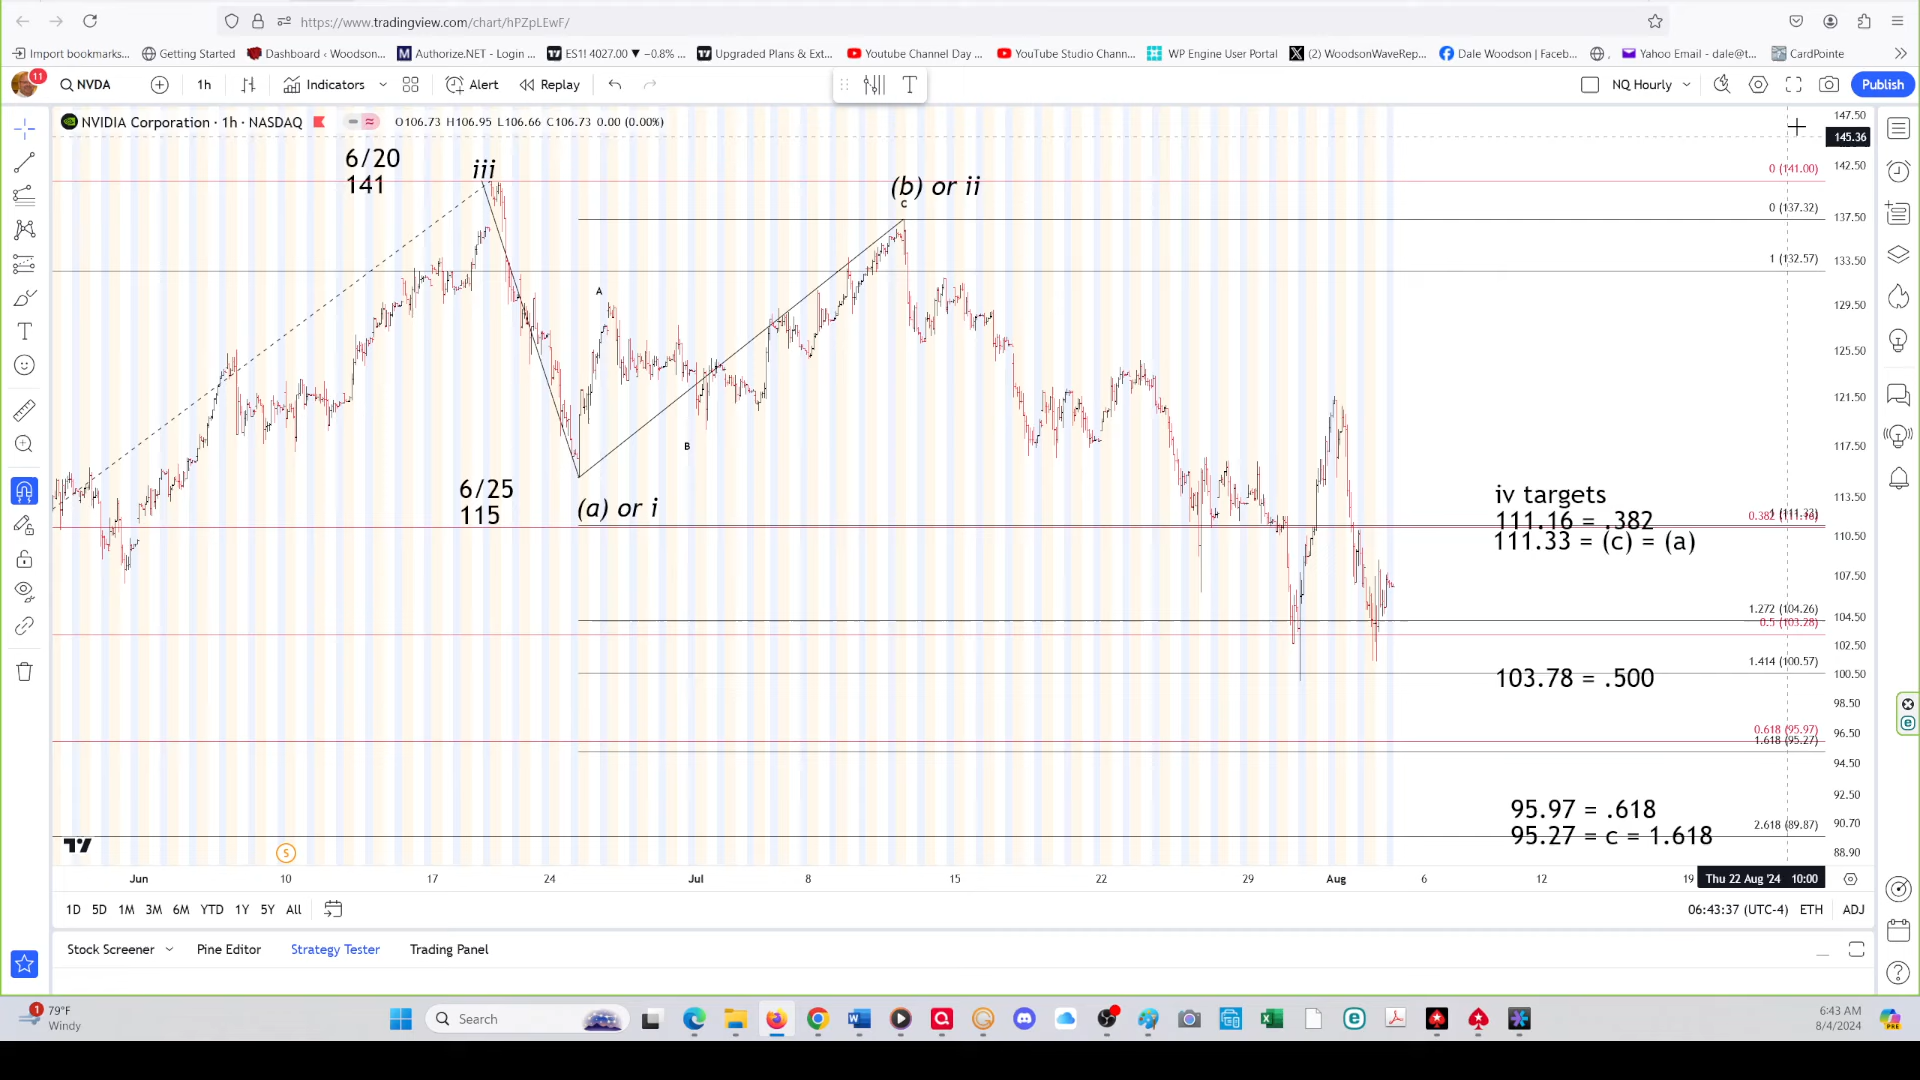 https://www.tradingview.com/chart/hPZpLEwF/
Import bookmarks...
Getting Started
Dashboard ‹ Woodson...
Authorize.NET - Login ...
ES1! 4027.00 ▼ −0.8% ...
Upgraded Plans & Ext...
Youtube Channel Day ...
YouTube Studio Chann...
WP Engine User Portal
(2) WoodsonWaveRep...
Dale Woodson | Faceb...
Yahoo Email - dale@t...
CardPointe
11
NVDA
1h
Indicators
Alert
Replay
NQ Hourly
Publish
NVIDIA Corporation · 1h · NASDAQ
O106.73 H106.95 L106.66 C106.73 0.00 (0.00%)
147.50
145.36
142.50
137.50
133.50
129.50
125.50
121.50
117.50
113.50
110.50
107.50
104.50
102.50
100.50
98.50
96.50
94.50
92.50
90.70
88.90
6/20
141
iii
(b) or ii
c
A
B
6/25
115
(a) or i
0 (141.00)
0 (137.32)
1 (132.57)
iv targets
111.16 = .382
111.33 = (c) = (a)
1.272 (104.26)
0.5 (103.28)
1.414 (100.57)
103.78 = .500
0.618 (95.97)
1.618 (95.27)
95.97 = .618
95.27 = c = 1.618
2.618 (89.87)
S
Jun
10
17
24
Jul
8
15
22
29
Aug
6
12
19
Thu 22 Aug '24 10:00
1D
5D
1M
3M
6M
YTD
1Y
5Y
All
06:43:37 (UTC-4)
ETH
ADJ
Stock Screener
Pine Editor
Strategy Tester
Trading Panel
1
79°F
Windy
Search
6:43 AM
8/4/2024